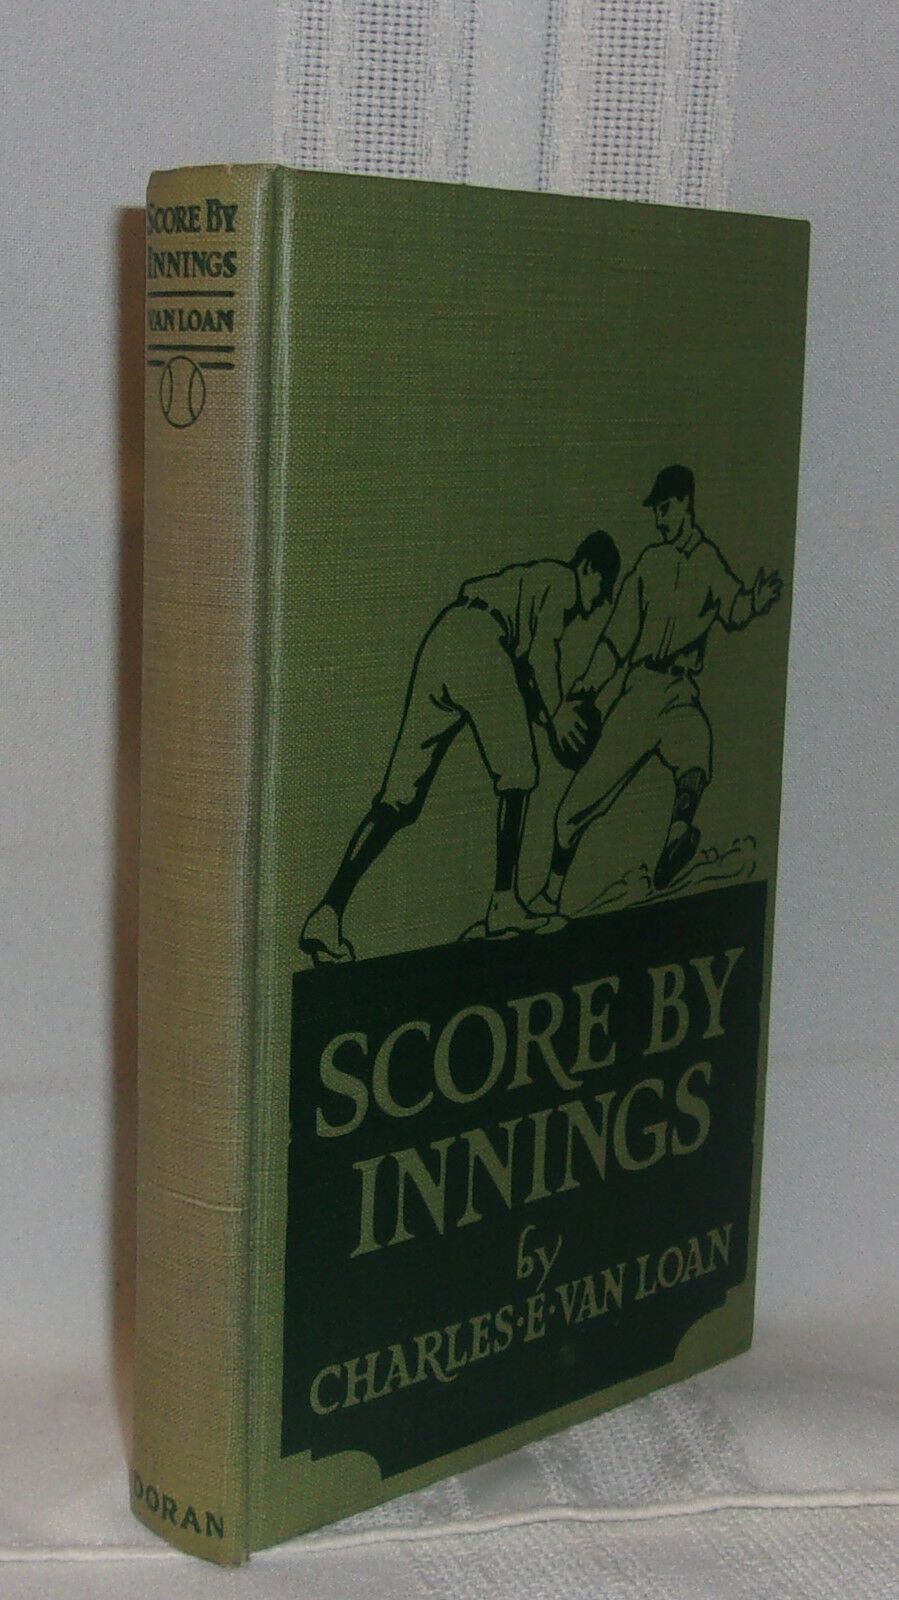 SCORE BY
INNINGS
VAN LOAN
DORAN
SCORE BY
INNINGS
by
CHARLES·E·VAN LOAN